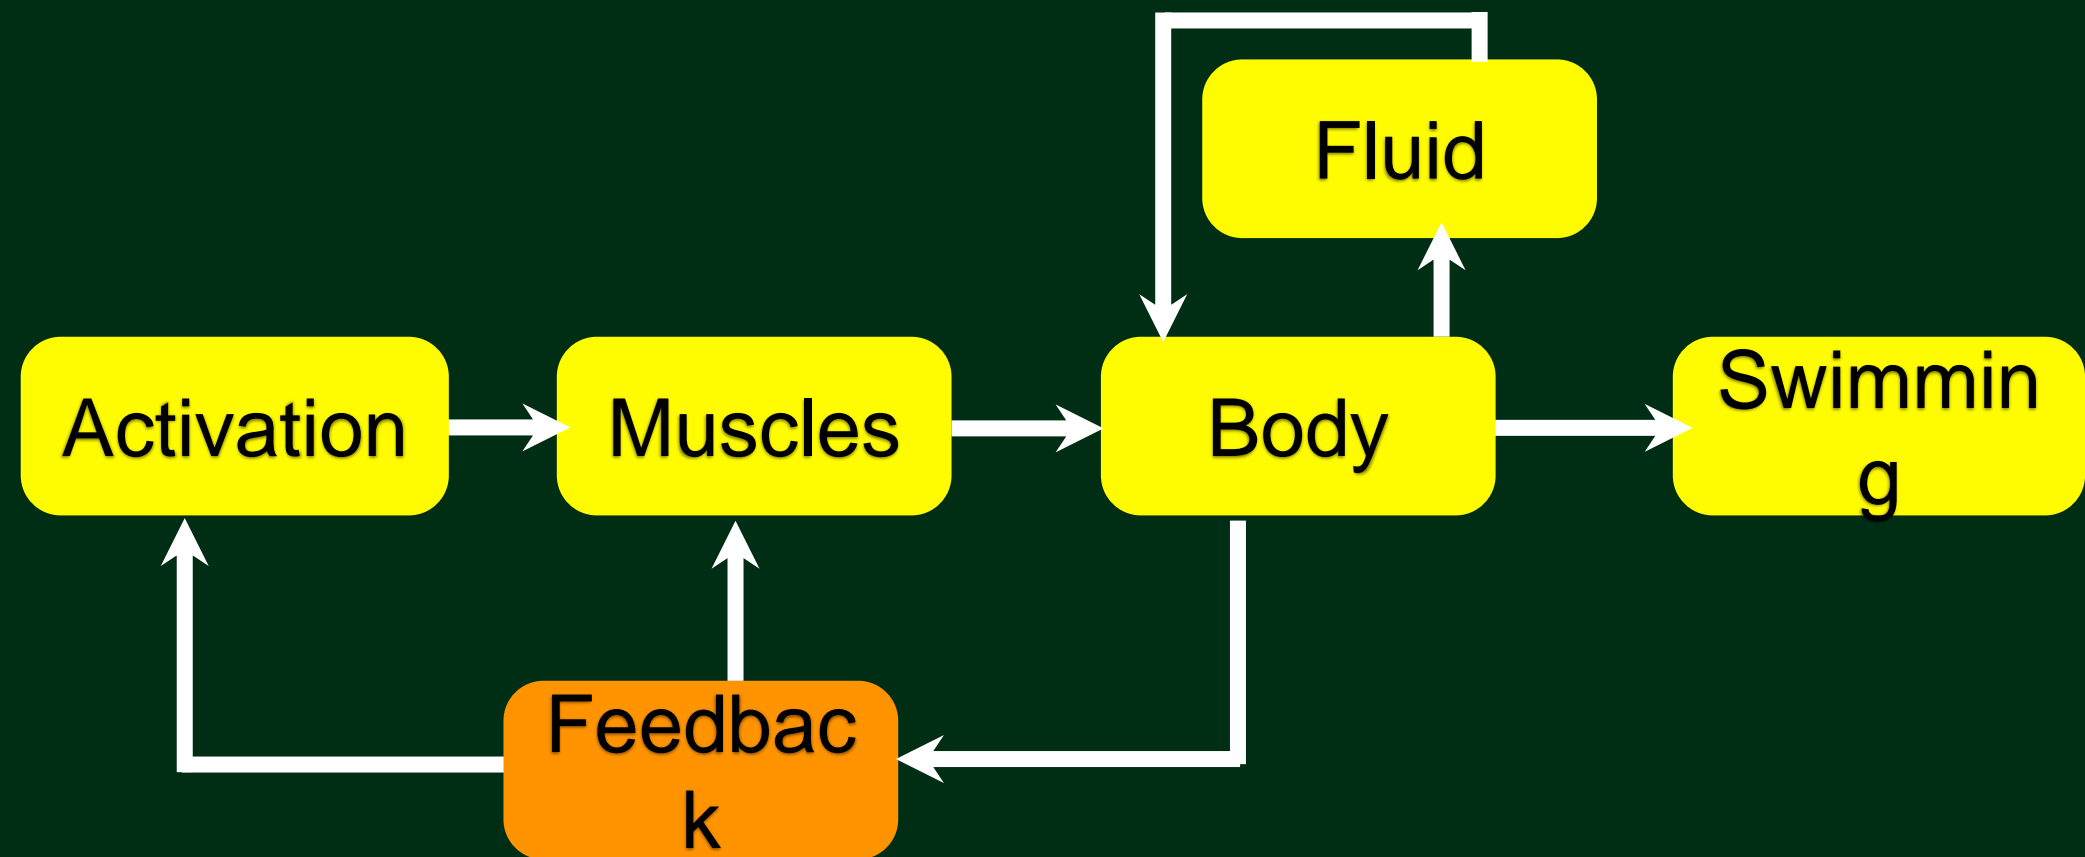 Fluid
Activation
Muscles
Body
Swimmin
g
Feedbac
k